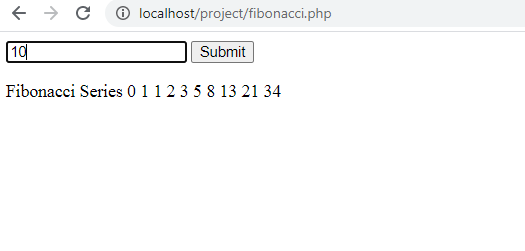 localhost/project/fibonacci.php
10 Submit
Fibonacci Series 0 1 1 2 3 5 8 13 21 34